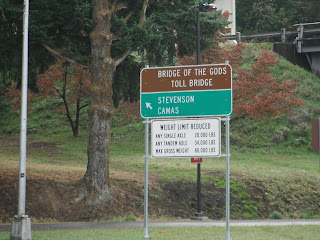 BRIDGE OF THE GODS
TOLL BRIDGE
STEVENSON
CAMAS
WEIGHT LIMIT REDUCED
ANY SINGLE AXLE 20,000 LBS
ANY TANDEM AXLE 34,000 LBS
MAX GROSS WEIGHT 80,000 LBS